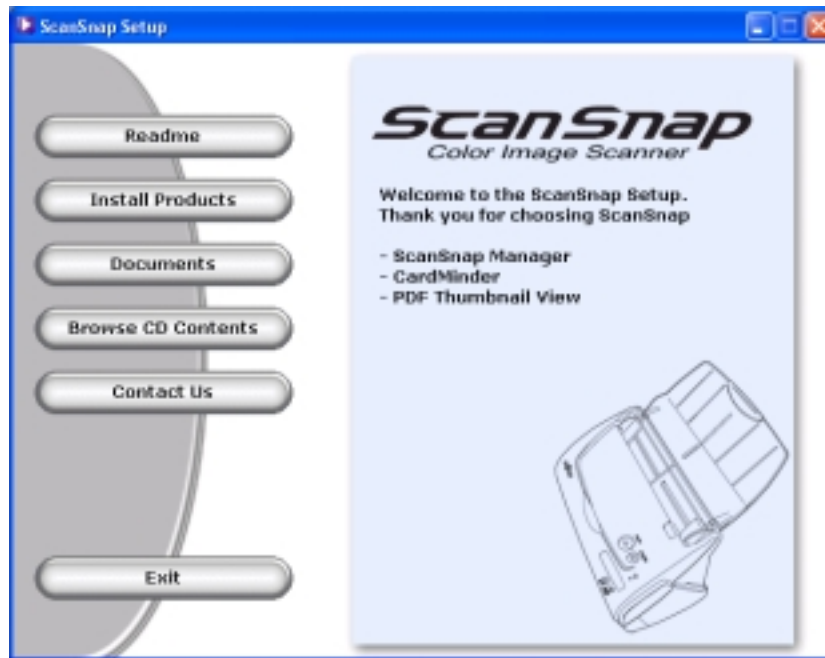 ScanSnap Setup
Readme
Install Products
Documents
Browse CD Contents
Contact Us
Exit
ScanSnap
Color Image Scanner
Welcome to the ScanSnap Setup.
Thank you for choosing ScanSnap
- ScanSnap Manager
- CardMinder
- PDF Thumbnail View